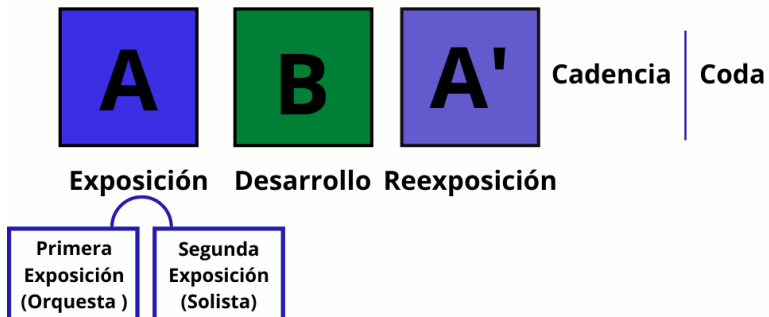 A
B
A'
Cadencia
Coda
Exposición
Desarrollo
Reexposición
Primera
Exposición
(Orquesta )
Segunda
Exposición
(Solista)